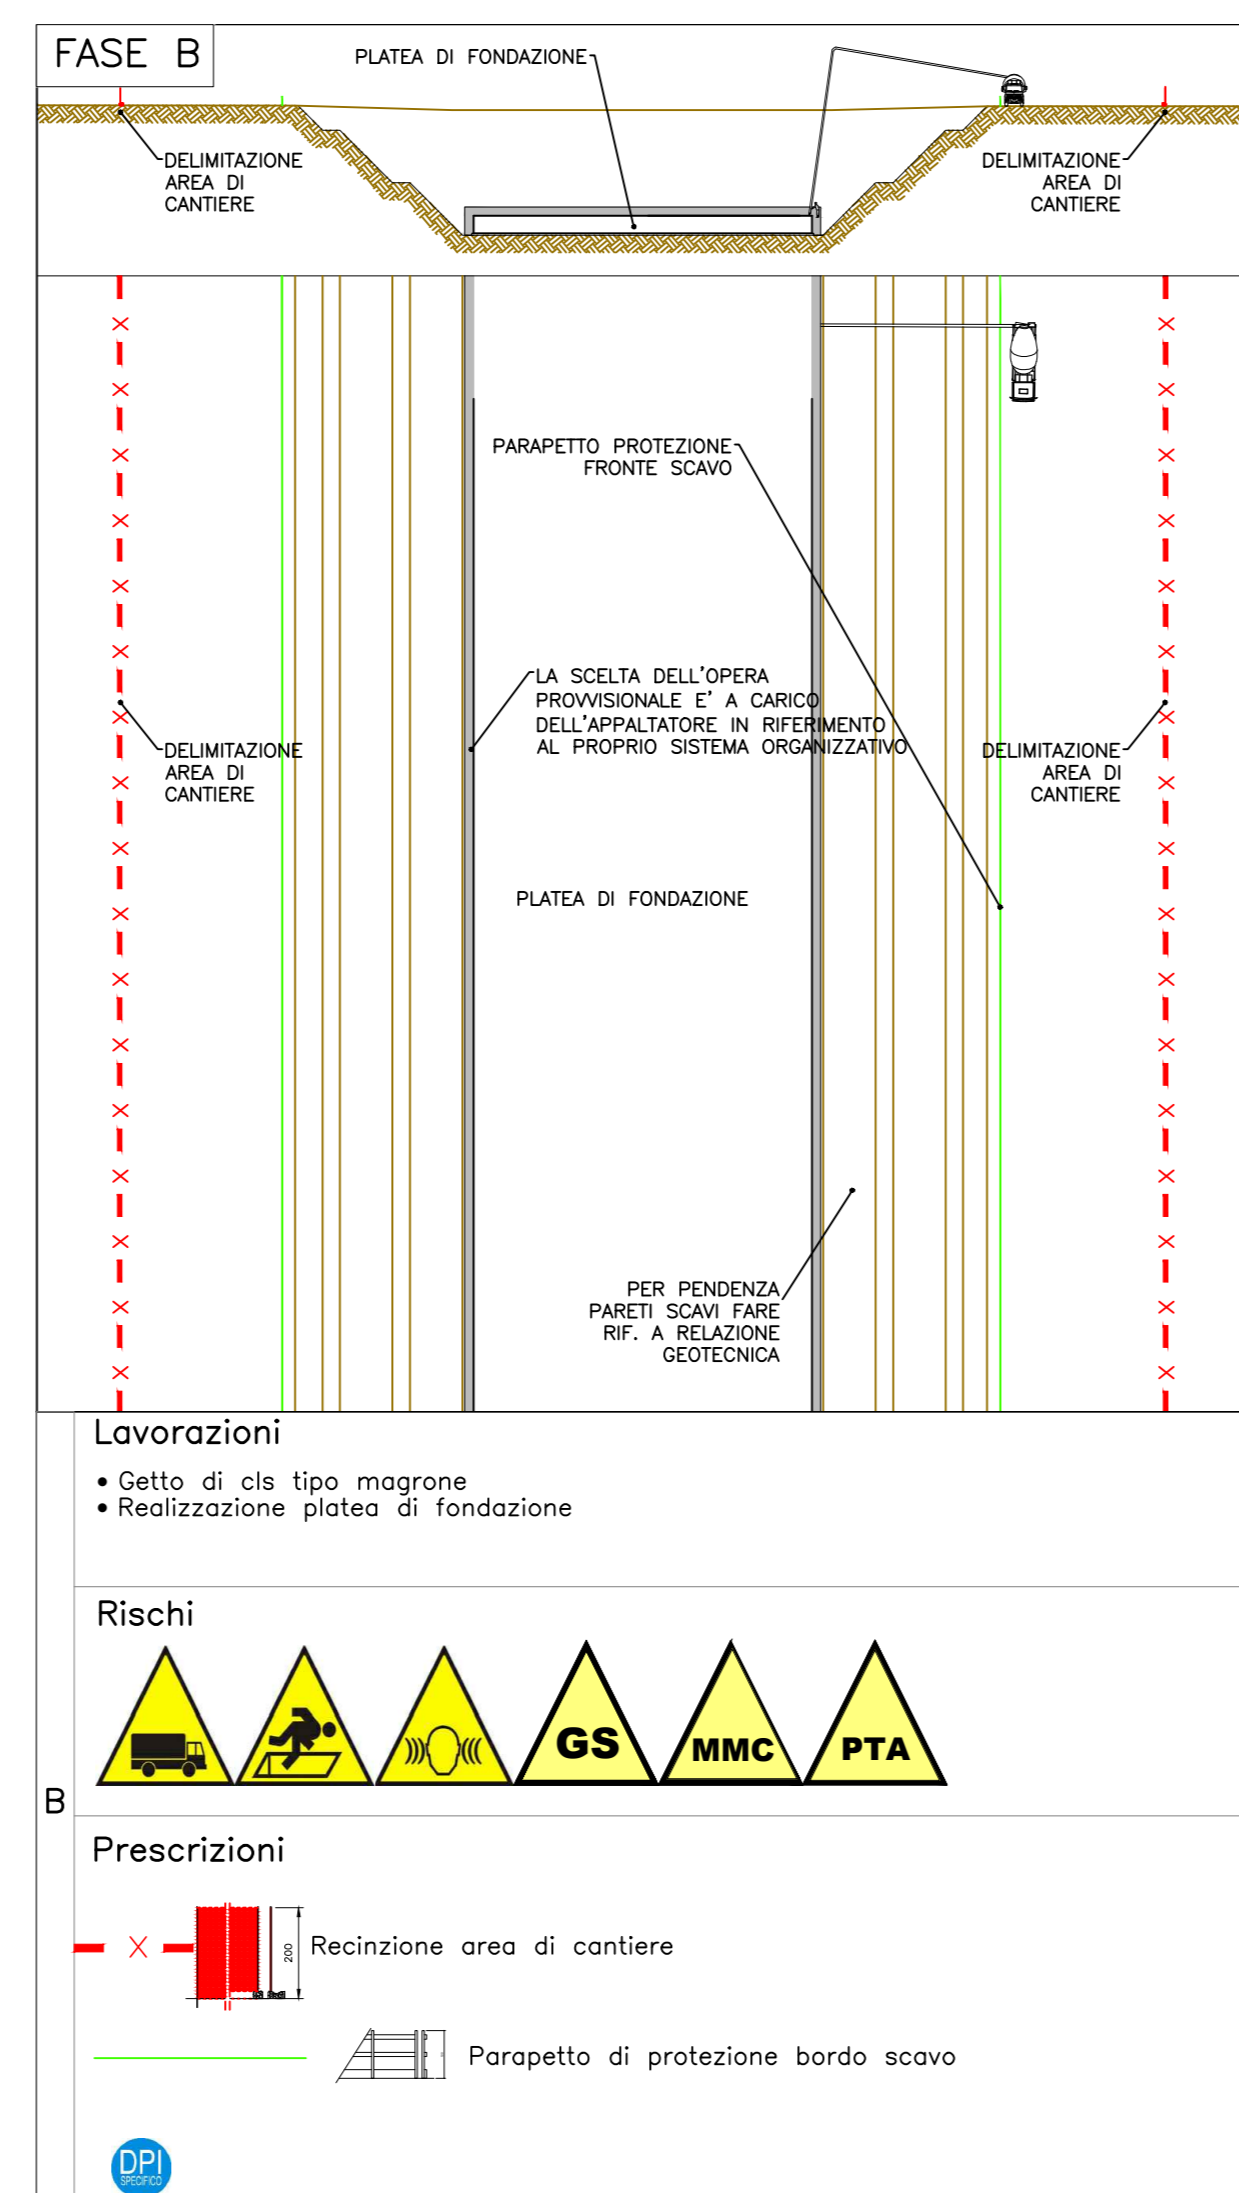 FASE B
PLATEA DI FONDAZIONE
DELIMITAZIONE
AREA DI
CANTIERE
DELIMITAZIONE
AREA DI
CANTIERE
PARAPETTO PROTEZIONE
FRONTE SCAVO
LA SCELTA DELL'OPERA
PROVVISIONALE E' A CARICO
DELL'APPALTATORE IN RIFERIMENTO
AL PROPRIO SISTEMA ORGANIZZATIVO
DELIMITAZIONE
AREA DI
CANTIERE
DELIMITAZIONE
AREA DI
CANTIERE
PLATEA DI FONDAZIONE
PER PENDENZA
PARETI SCAVI FARE
RIF. A RELAZIONE
GEOTECNICA
B
Lavorazioni
• Getto di cls tipo magrone
• Realizzazione platea di fondazione
Rischi
GS
MMC
PTA
Prescrizioni
200
Recinzione area di cantiere
Parapetto di protezione bordo scavo
DPI
SPECIFICO